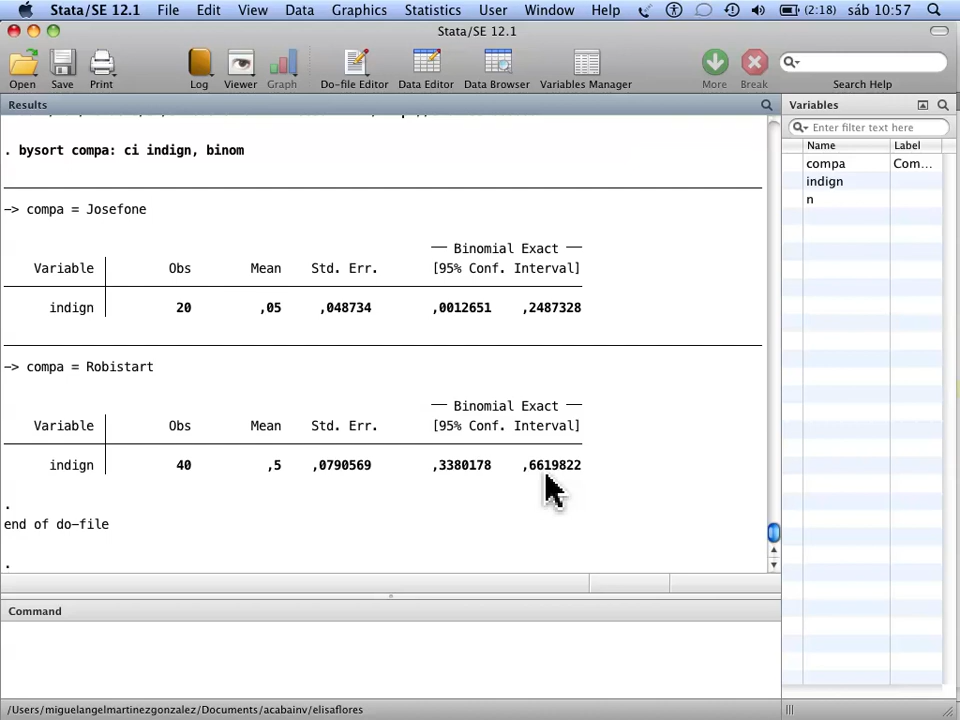 Stata/SE 12.1 File Edit View Data Graphics Statistics User Window Help (2:18) sáb 10:57
Stata/SE 12.1
Open Save Print Log Viewer Graph Do-file Editor Data Editor Data Browser Variables Manager More Break Search Help
Results
. bysort compa: ci indign, binom
-> compa = Josefone
Binomial Exact
Variable Obs Mean Std. Err. [95% Conf. Interval]
indign 20 ,05 ,048734 ,0012651 ,2487328
-> compa = Robistart
Binomial Exact
Variable Obs Mean Std. Err. [95% Conf. Interval]
indign 40 ,5 ,0790569 ,3380178 ,6619822
.
end of do-file
.
Command
/Users/miguelangelmartinezgonzalez/Documents/acabainv/elisaflores
Variables
Enter filter text here
Name Label
compa Com...
indign
n